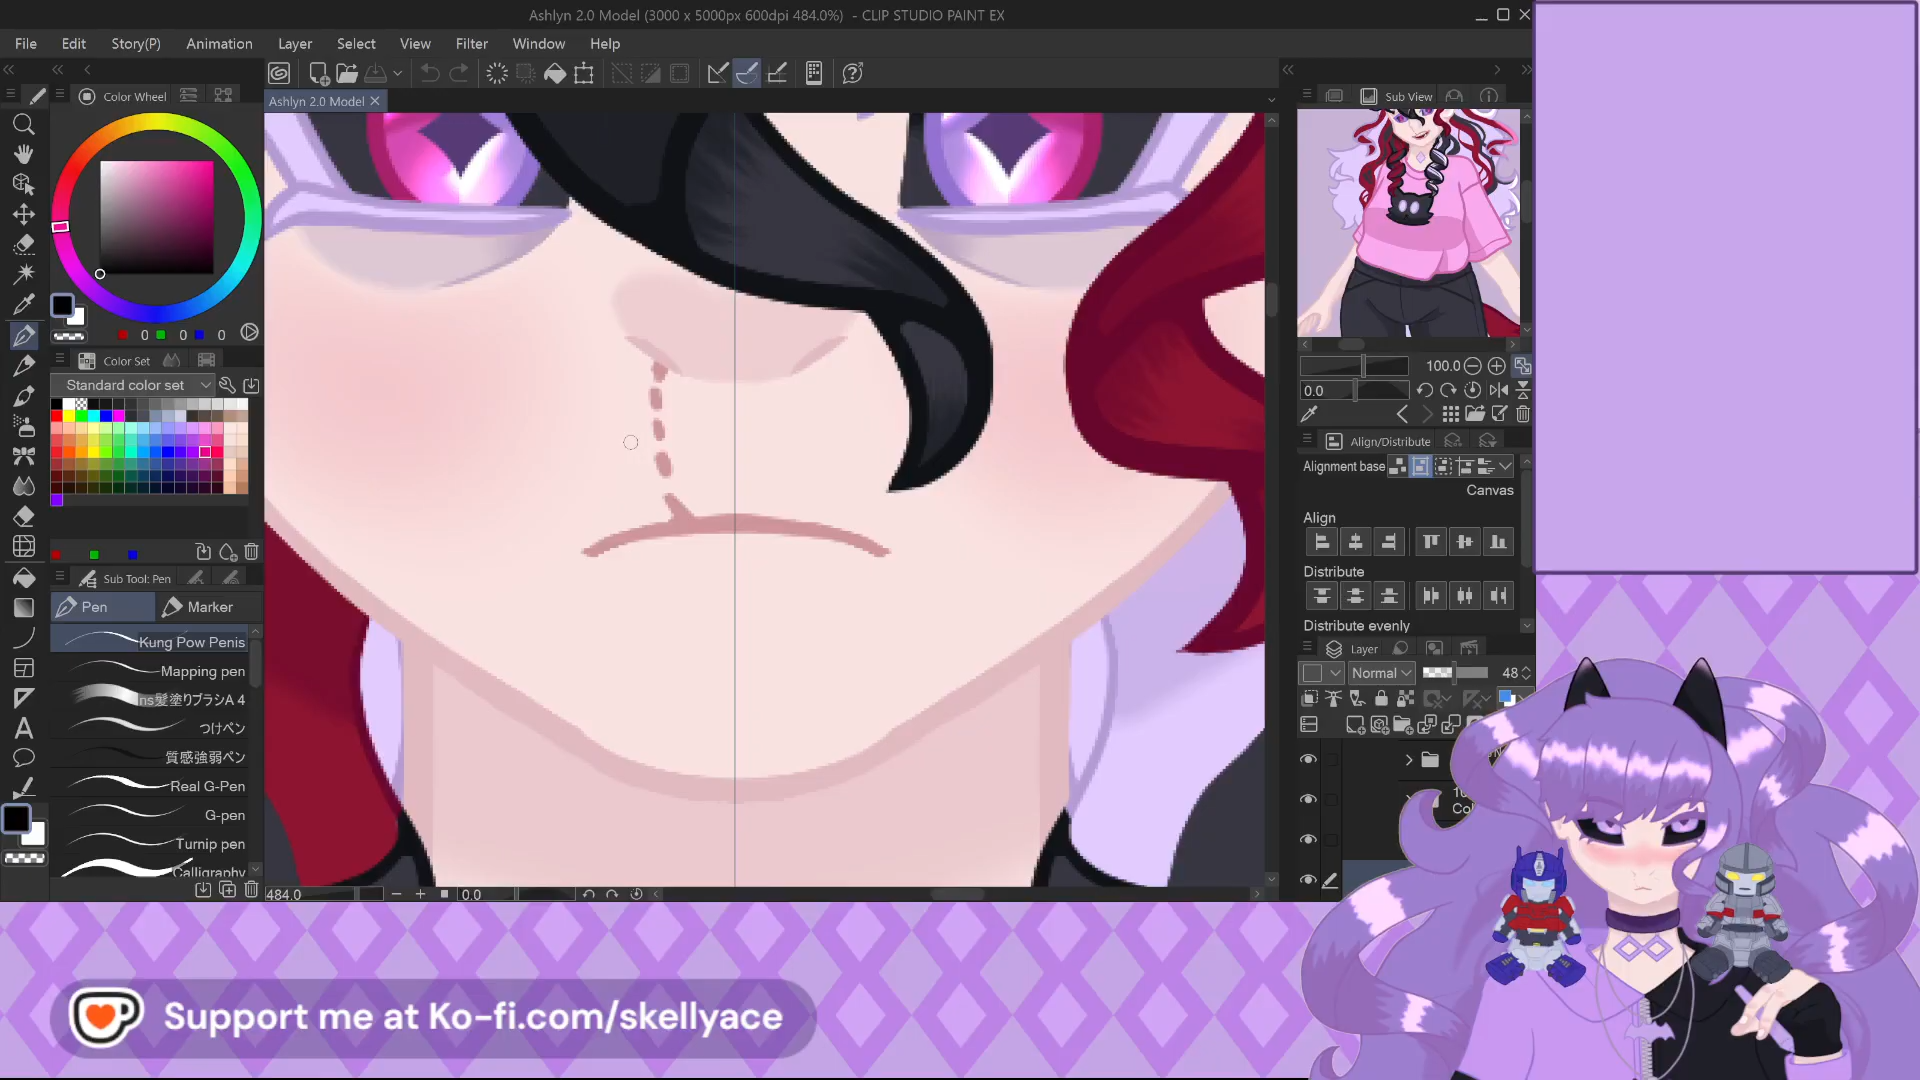 Ashlyn 2.0 Model (3000 x 5000px 600dpi 484.0%) - CLIP STUDIO PAINT EX
File Edit Story(P) Animation Layer Select View Filter Window Help
Color Wheel
Ashlyn 2.0 Model
Sub View
0 0 0
Color Set
Standard color set
100.0
0.0
Align/Distribute
Alignment base
Canvas
Align
Distribute
Distribute evenly
Sub Tool: Pen
Pen Marker
Kung Pow Penis
Mapping pen
ns髪塗りブラシA 4
つけペン
質感強弱ペン
Real G-Pen
G-pen
Turnip pen
Calligraphy
Layer
Normal 48
484.0 0.0
Support me at Ko-fi.com/skellyace